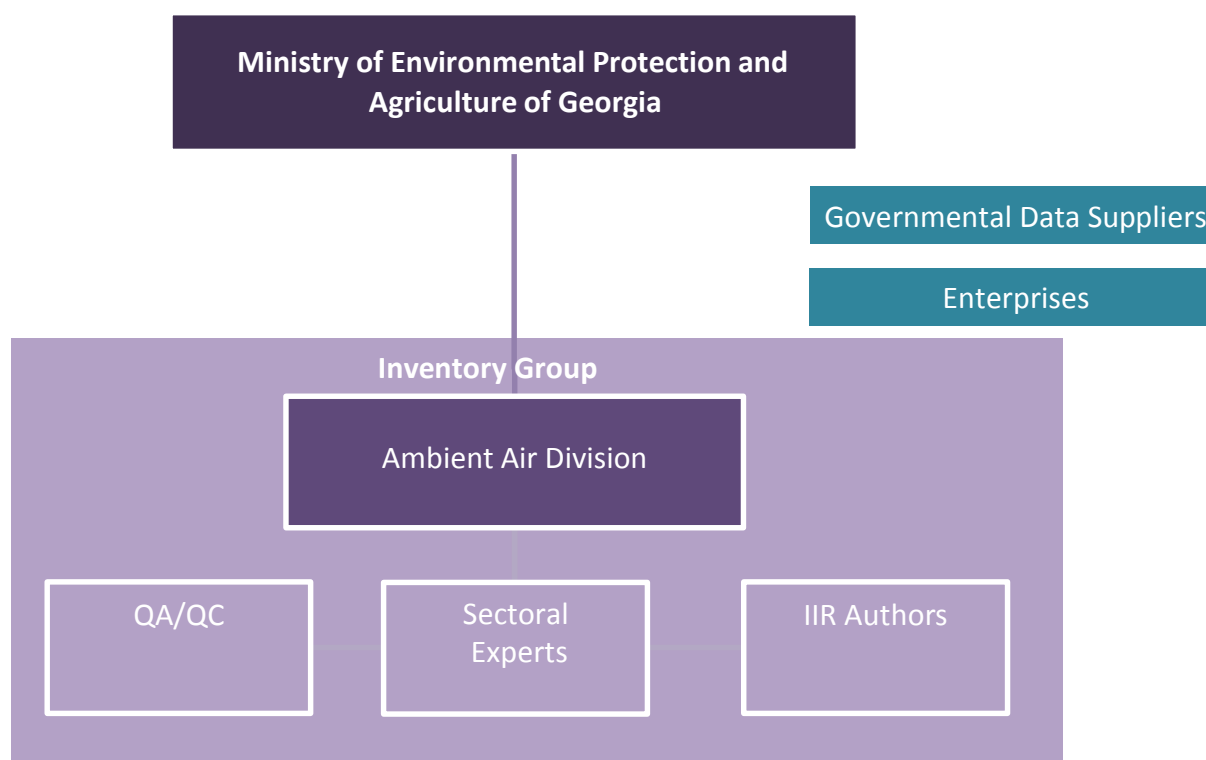 Ministry of Environmental Protection and
Agriculture of Georgia
Governmental Data Suppliers
Enterprises
Inventory Group
Ambient Air Division
QA/QC
Sectoral
Experts
IIR Authors